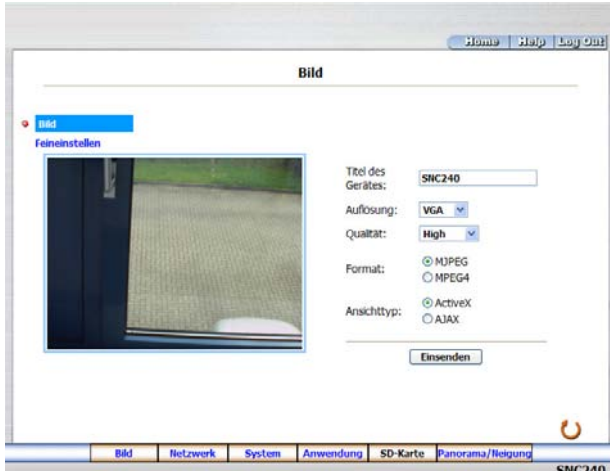 Home Help Log Out
Bild
Bild
Feineinstellen
Titel des
Gerätes:
SNC240
Auflösung:
VGA
Qualität:
High
Format:
MJPEG
MPEG4
Ansichttyp:
ActiveX
AJAX
Einsenden
Bild Netzwerk System Anwendung SD-Karte Panorama/Neigung
SNC240